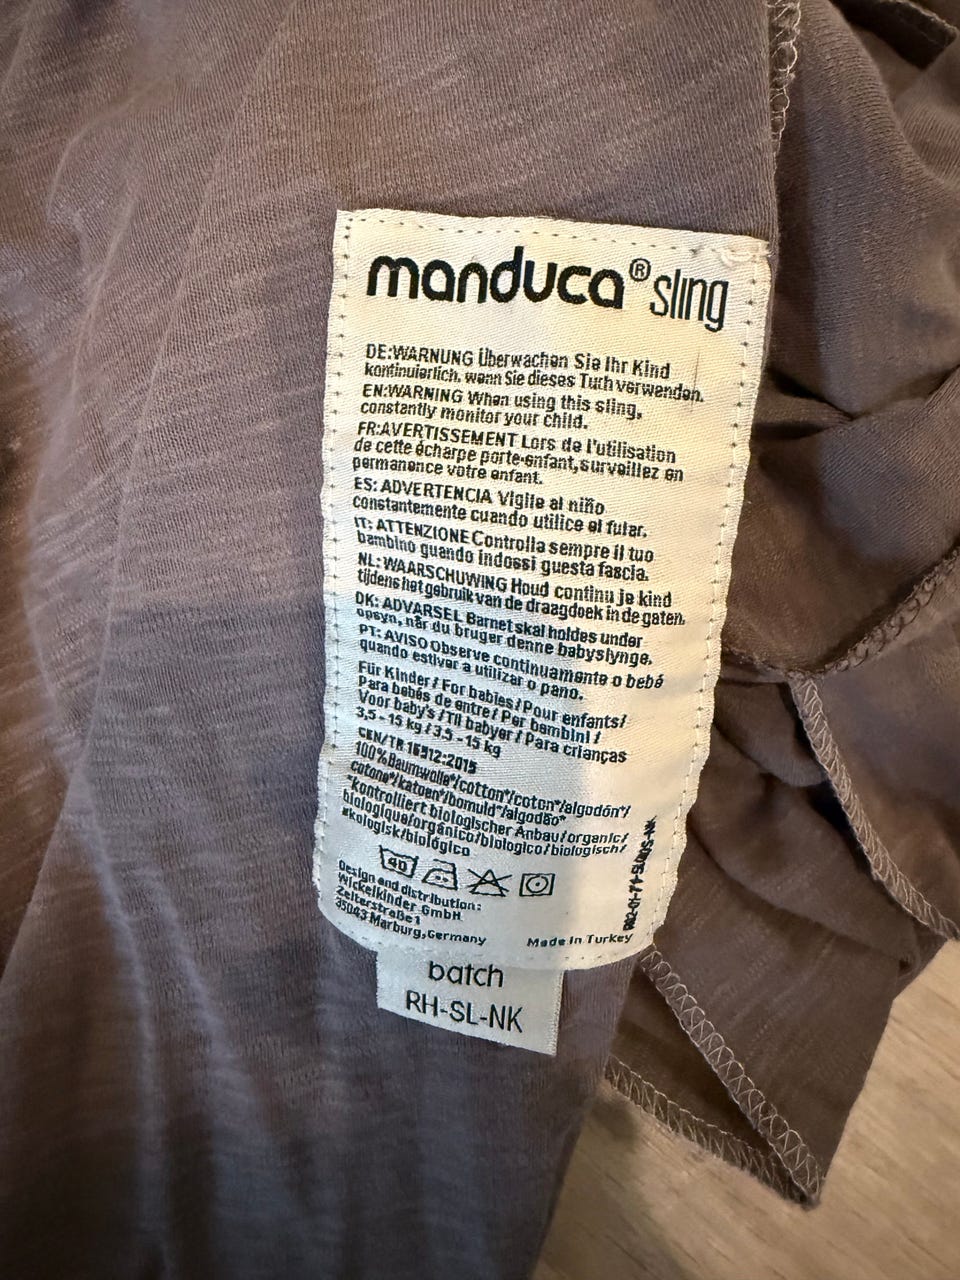 manduca® sling
DE:WARNUNG Überwachen Sie Ihr Kind
kontinuierlich, wenn Sie dieses Tuch verwenden.
EN:WARNING When using this sling,
constantly monitor your child.
FR:AVERTISSEMENT Lors de l'utilisation
de cette écharpe porte-enfant,surveillez en
permanence votre enfant.
ES: ADVERTENCIA Vigile al niño
constantemente cuando utilice el fular.
IT: ATTENZIONE Controlla sempre il tuo
bambino quando indossi questa fascia.
NL: WAARSCHUWING Houd continu je kind
tijdens het gebruik van de draagdoek in de gaten.
DK: ADVARSEL Barnet skal holdes under
opsyn, når du bruger denne babyslynge.
PT: AVISO Observe continuamente o bebé
quando estiver a utilizar o pano.
Für Kinder / For babies / Pour enfants/
Para bebés de entre / Per bambini /
Voor baby's / Til babyer / Para crianças
3,5 - 15 kg / 3.5 - 15 kg
CEN/TR 16512:2015
100%Baumwolle*/cotton*/coton*/algodón*/
cotone*/katoen*/bomuld*/algodão*
*kontrolliert biologischer Anbau/organic/
biologique/orgánico/biologico/biologisch/
økologisk/biológico
40
Design and distribution:
Wickelkinder GmbH
Zeiterstraße 1
35043 Marburg, Germany
Made in Turkey
batch
RH-SL-NK